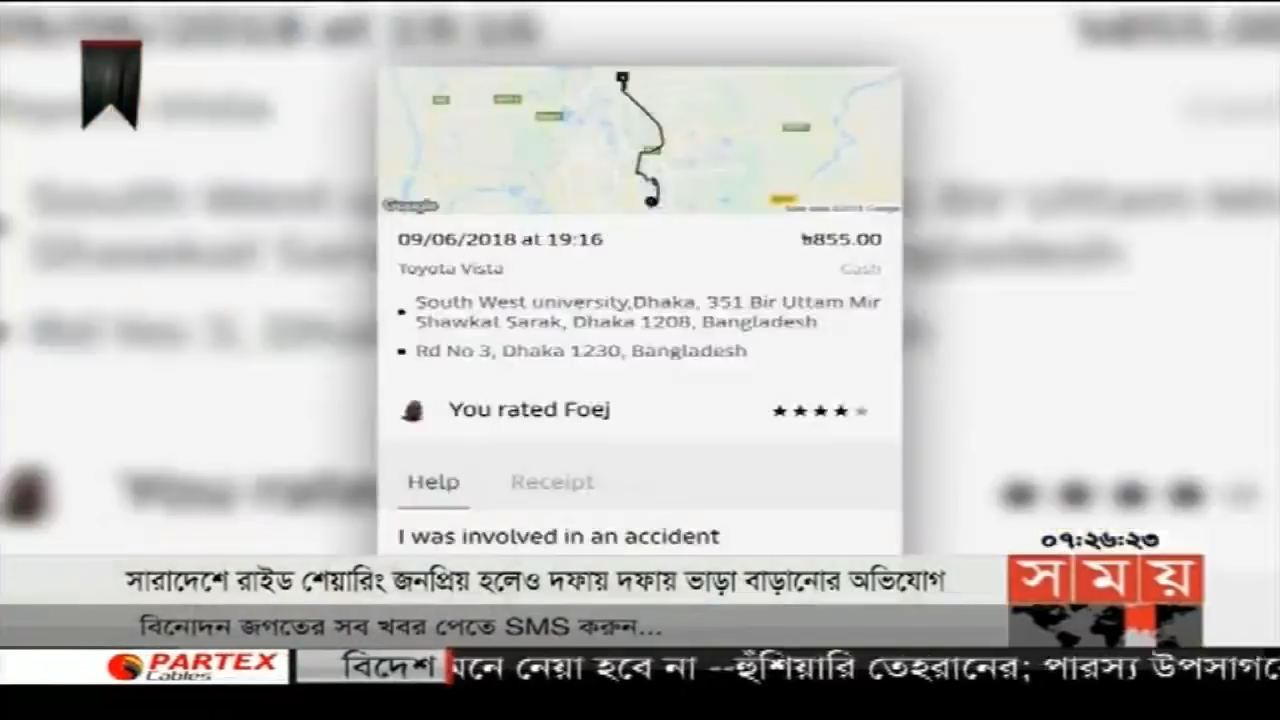 Google
09/06/2018 at 19:16
৳855.00
Toyota Vista
Cash
South West university,Dhaka, 351 Bir Uttam Mir
Shawkat Sarak, Dhaka 1208, Bangladesh
Rd No 3, Dhaka 1230, Bangladesh
You rated Foej
Help
Receipt
I was involved in an accident
০৭:২৬:২৩
সারাদেশে রাইড শেয়ারিং জনপ্রিয় হলেও দফায় দফায় ভাড়া বাড়ানোর অভিযোগ
সময়
বিনোদন জগতের সব খবর পেতে SMS করুন...
PARTEX
Cables
বিদেশ
মনে নেয়া হবে না --হুঁশিয়ারি তেহরানের; পারস্য উপসাগ